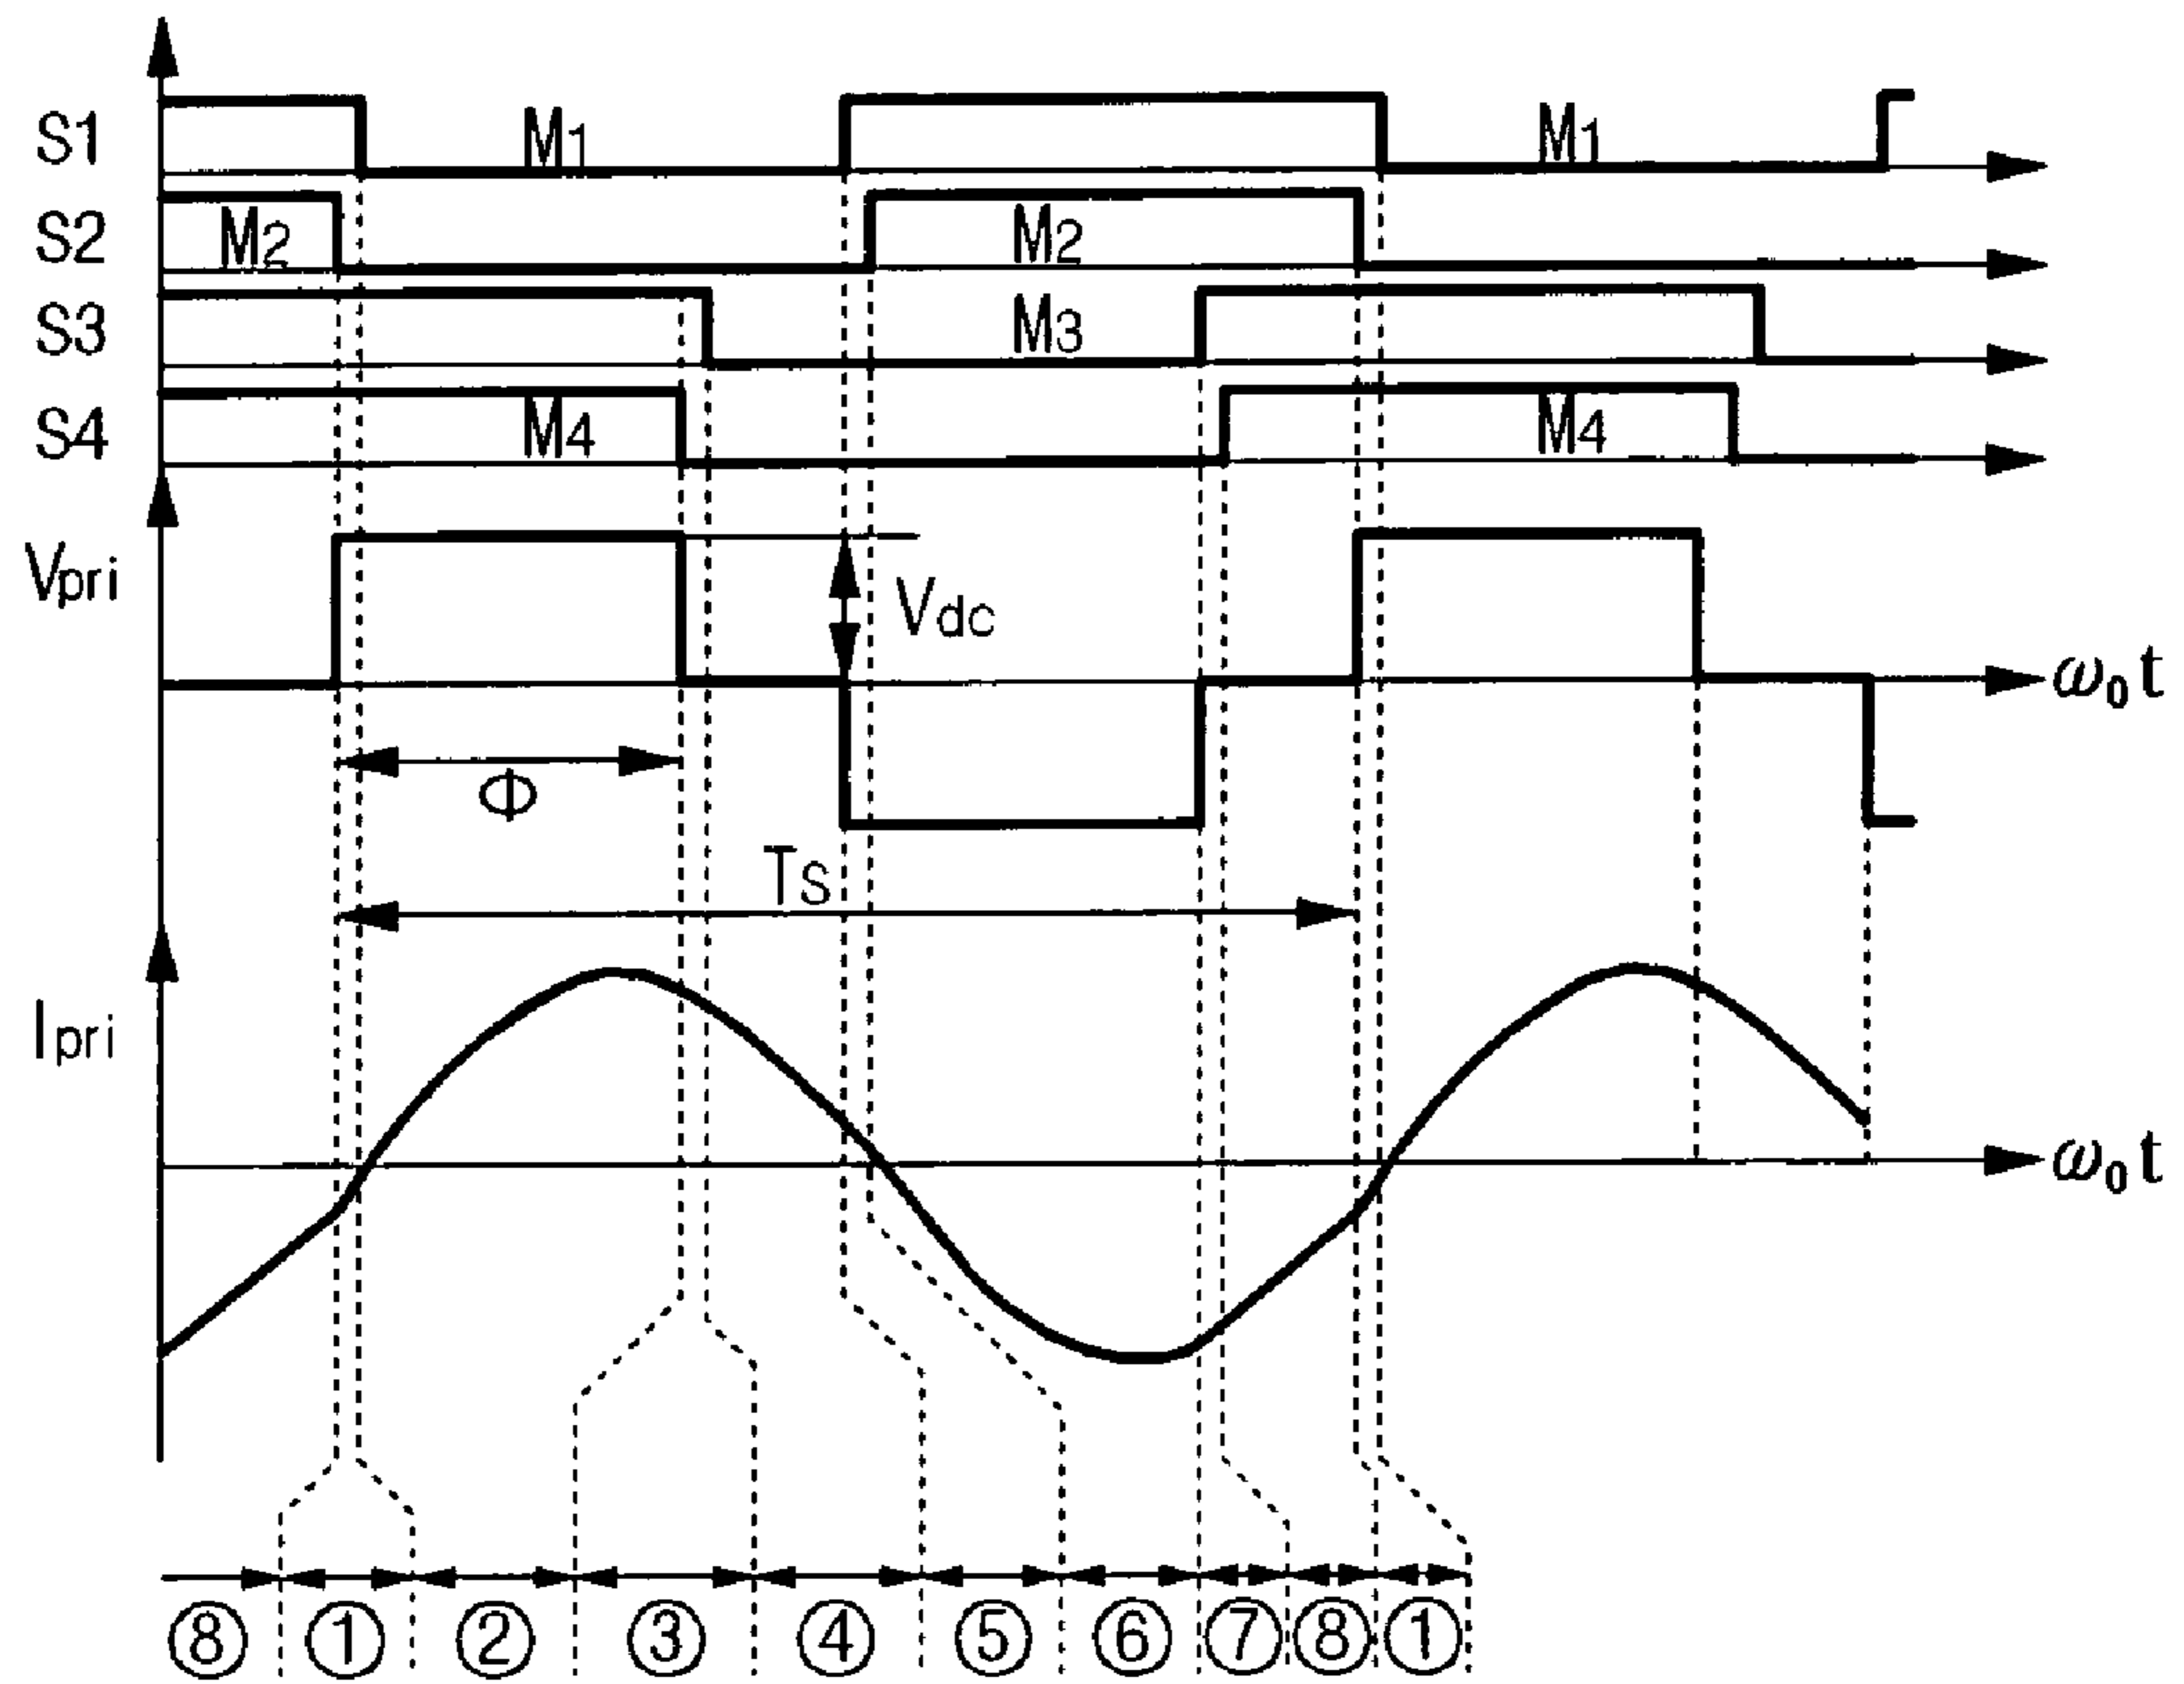 S1 M1 M1
S2 M2 M2
S3 M3
S4 M4 M4
Vpri Vdc
ω0t
Φ
Ts
Ipri
ω0t
⑧ ① ② ③ ④ ⑤ ⑥ ⑦ ⑧ ①